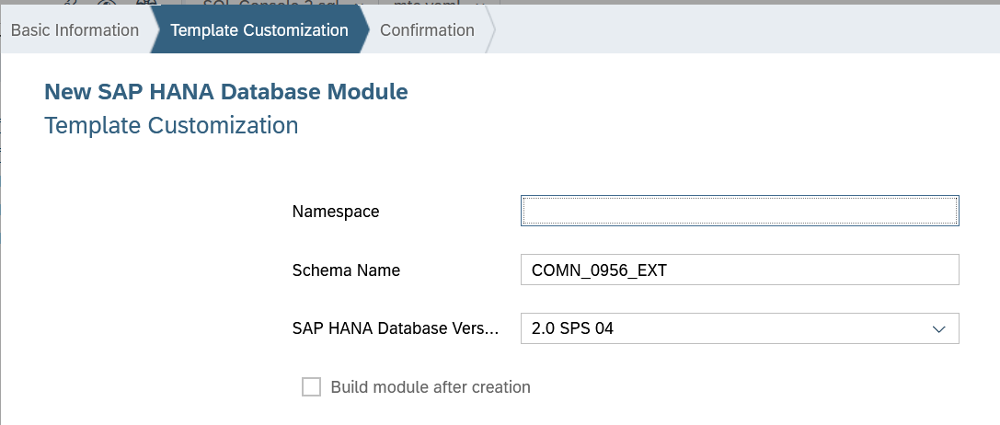 Basic Information
Template Customization
Confirmation
New SAP HANA Database Module
Template Customization
Namespace
Schema Name
COMN_0956_EXT
SAP HANA Database Vers...
2.0 SPS 04
Build module after creation